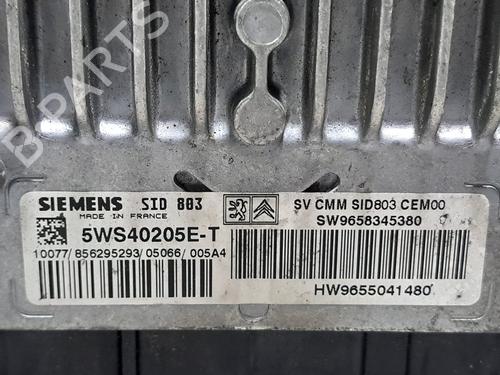 B-PARTS
SIEMENS SID 803
MADE IN FRANCE
5WS40205E-T
10077/856295293/05066/005A4
SV CMM SID803 CEM00
SW9658345380
HW9655041480